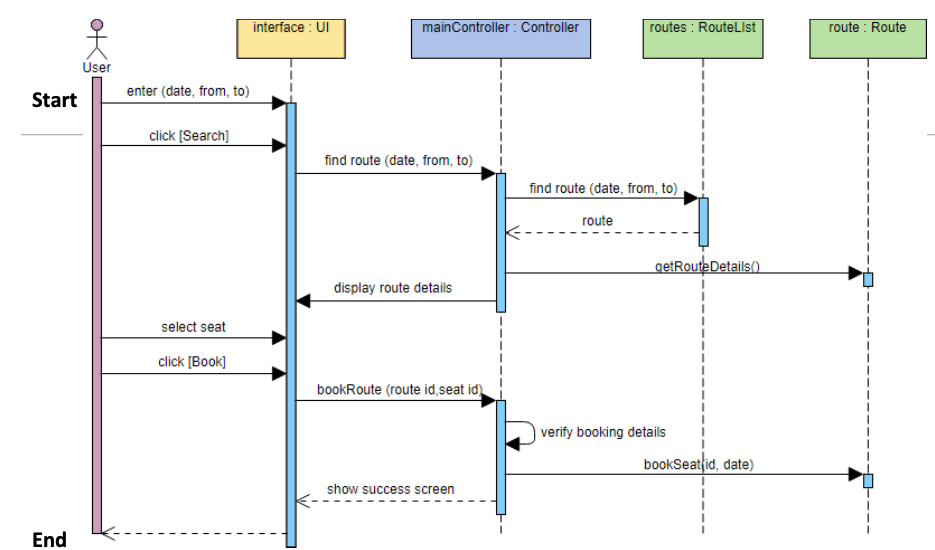 interface : UI
mainController : Controller
routes : RouteLIst
route : Route
User
Start
enter (date, from, to)
click [Search]
find route (date, from, to)
find route (date, from, to)
route
getRouteDetails()
display route details
select seat
click [Book]
bookRoute (route id,seat id)
verify booking details
bookSeat(id, date)
show success screen
End